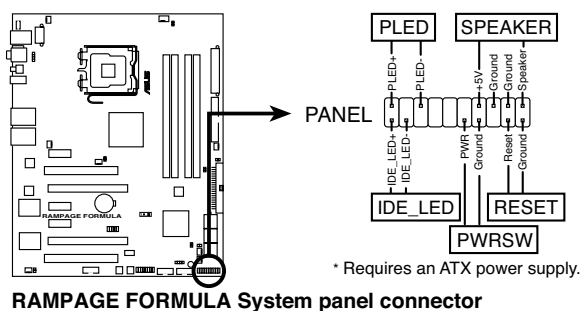 PLED SPEAKER
PLED+ PLED- +5V Ground Ground Speaker
PANEL
IDE_LED+ IDE_LED- PWR Ground Reset Ground
IDE_LED RESET
PWRSW
* Requires an ATX power supply.
ASUS
RAMPAGE FORMULA
RAMPAGE FORMULA System panel connector